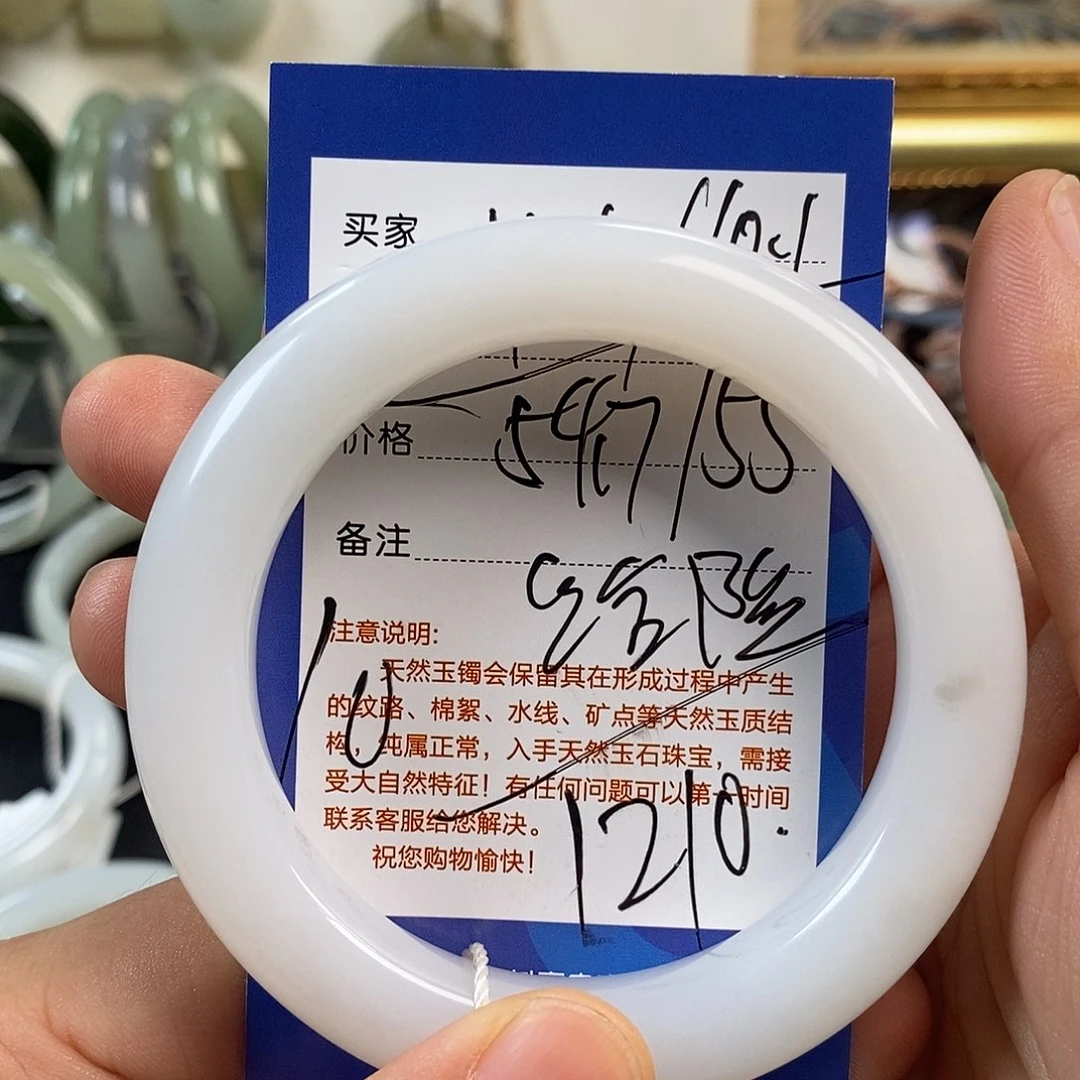 买家
价格 5417/55
备注
10
注意说明:
天然玉镯会保留其在形成过程中产生
的纹路、棉絮、水线、矿点等天然玉质结
构，纯属正常，入手天然玉石珠宝，需接
受大自然特征！有任何问题可以第一时间
联系客服给您解决。
祝您购物愉快！
1210.